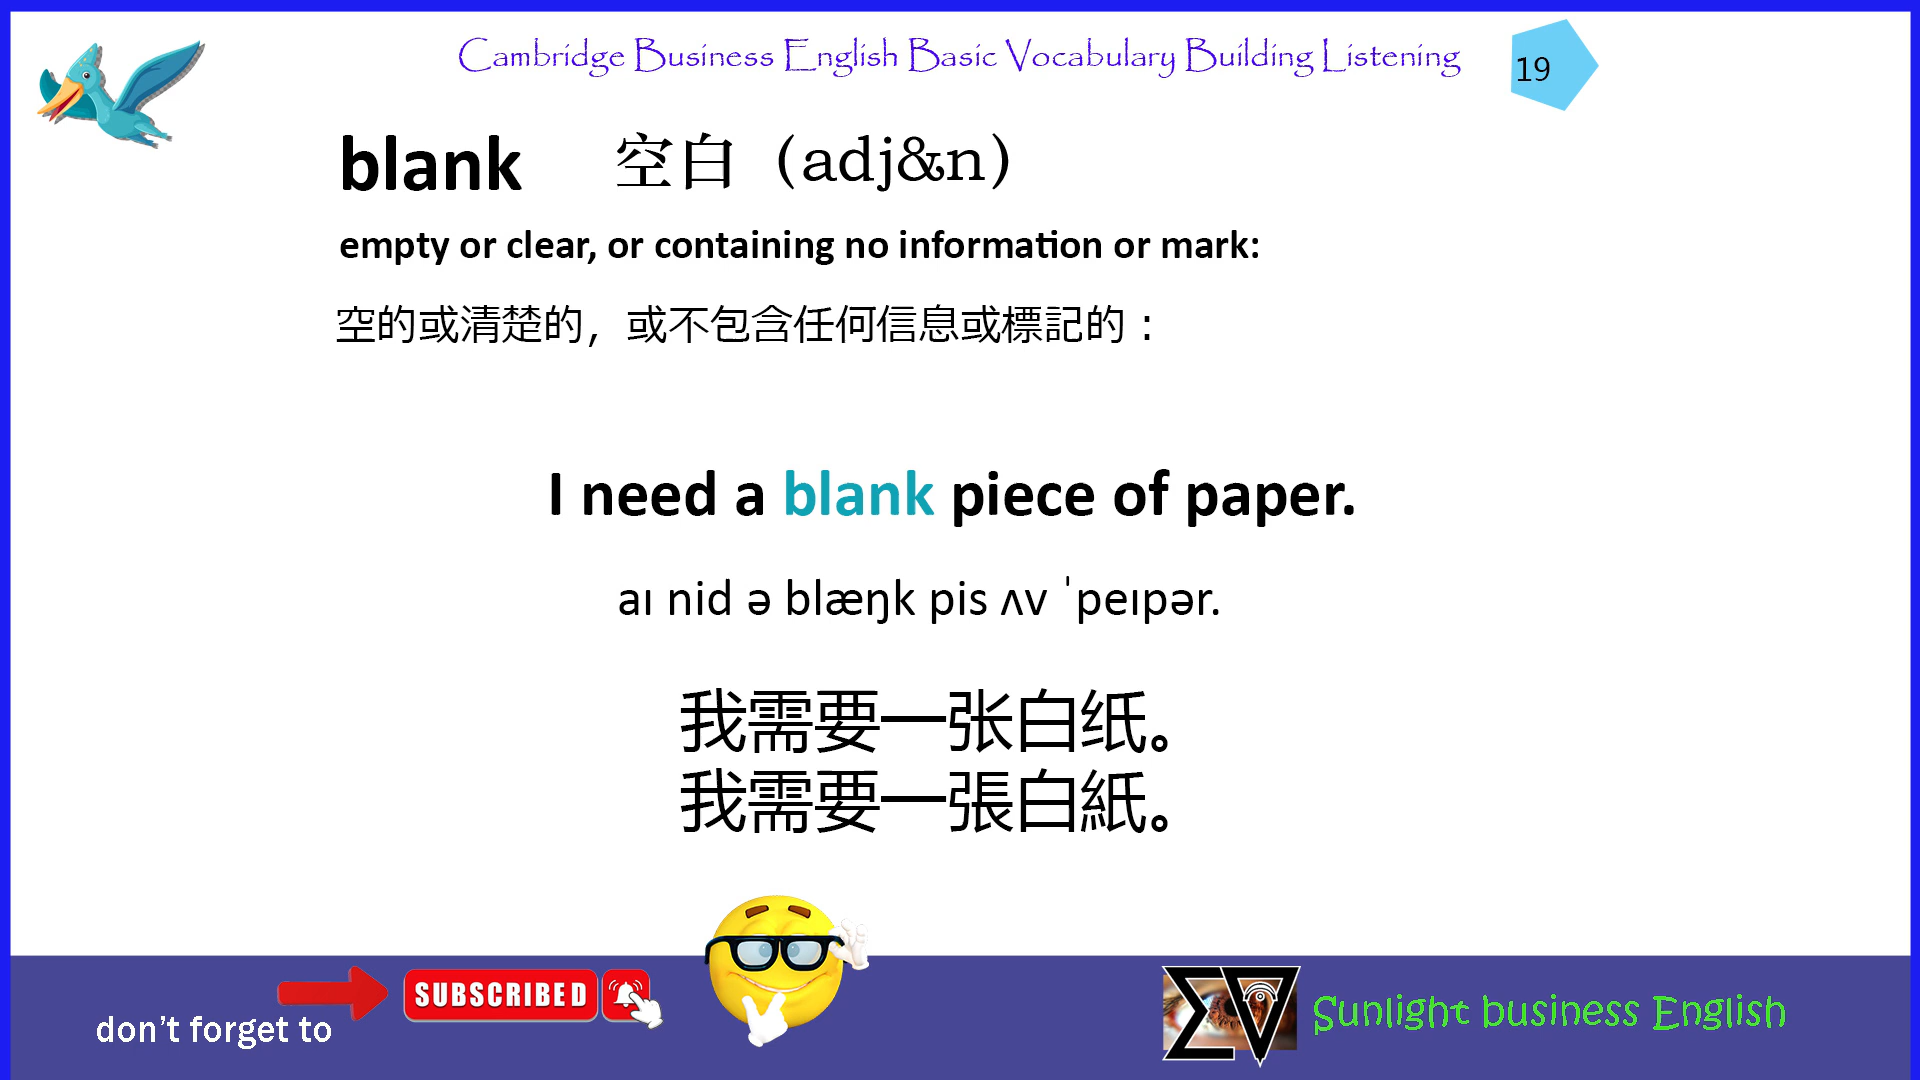 Cambridge Business English Basic Vocabulary Building Listening
19
blank 空白（adj&n）
empty or clear, or containing no information or mark:
空的或清楚的，或不包含任何信息或標記的：
I need a blank piece of paper.
aɪ nid ə blæŋk pis ʌv ˈpeɪpər.
我需要一张白纸。
我需要一張白紙。
don't forget to
SUBSCRIBED
Sunlight business English